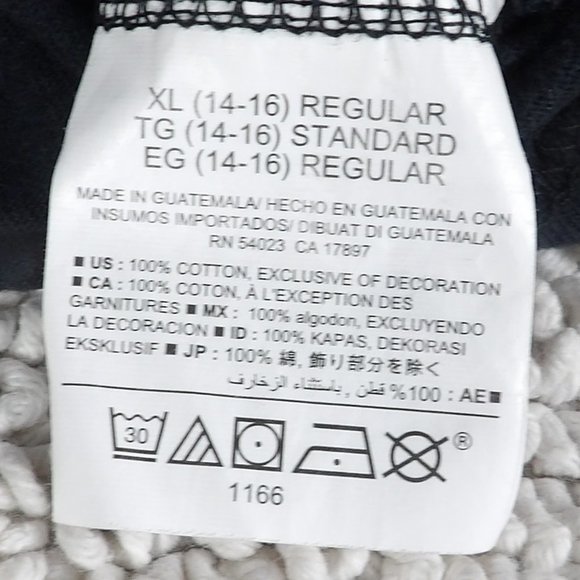 XL (14-16) REGULAR
TG (14-16) STANDARD
EG (14-16) REGULAR
MADE IN GUATEMALA/ HECHO EN GUATEMALA CON
INSUMOS IMPORTADOS/ DIBUAT DI GUATEMALA
RN 54023 CA 17897
■ US : 100% COTTON, EXCLUSIVE OF DECORATION
■ CA : 100% COTON, À L'EXCEPTION DES
GARNITURES ■ MX : 100% algodon, EXCLUYENDO
LA DECORACION ■ ID : 100% KAPAS, DEKORASI
EKSKLUSIF ■ JP : 100% 綿, 飾り部分を除く
■AE : 100% قطن , باستثناء الزخارف
30
®
1166